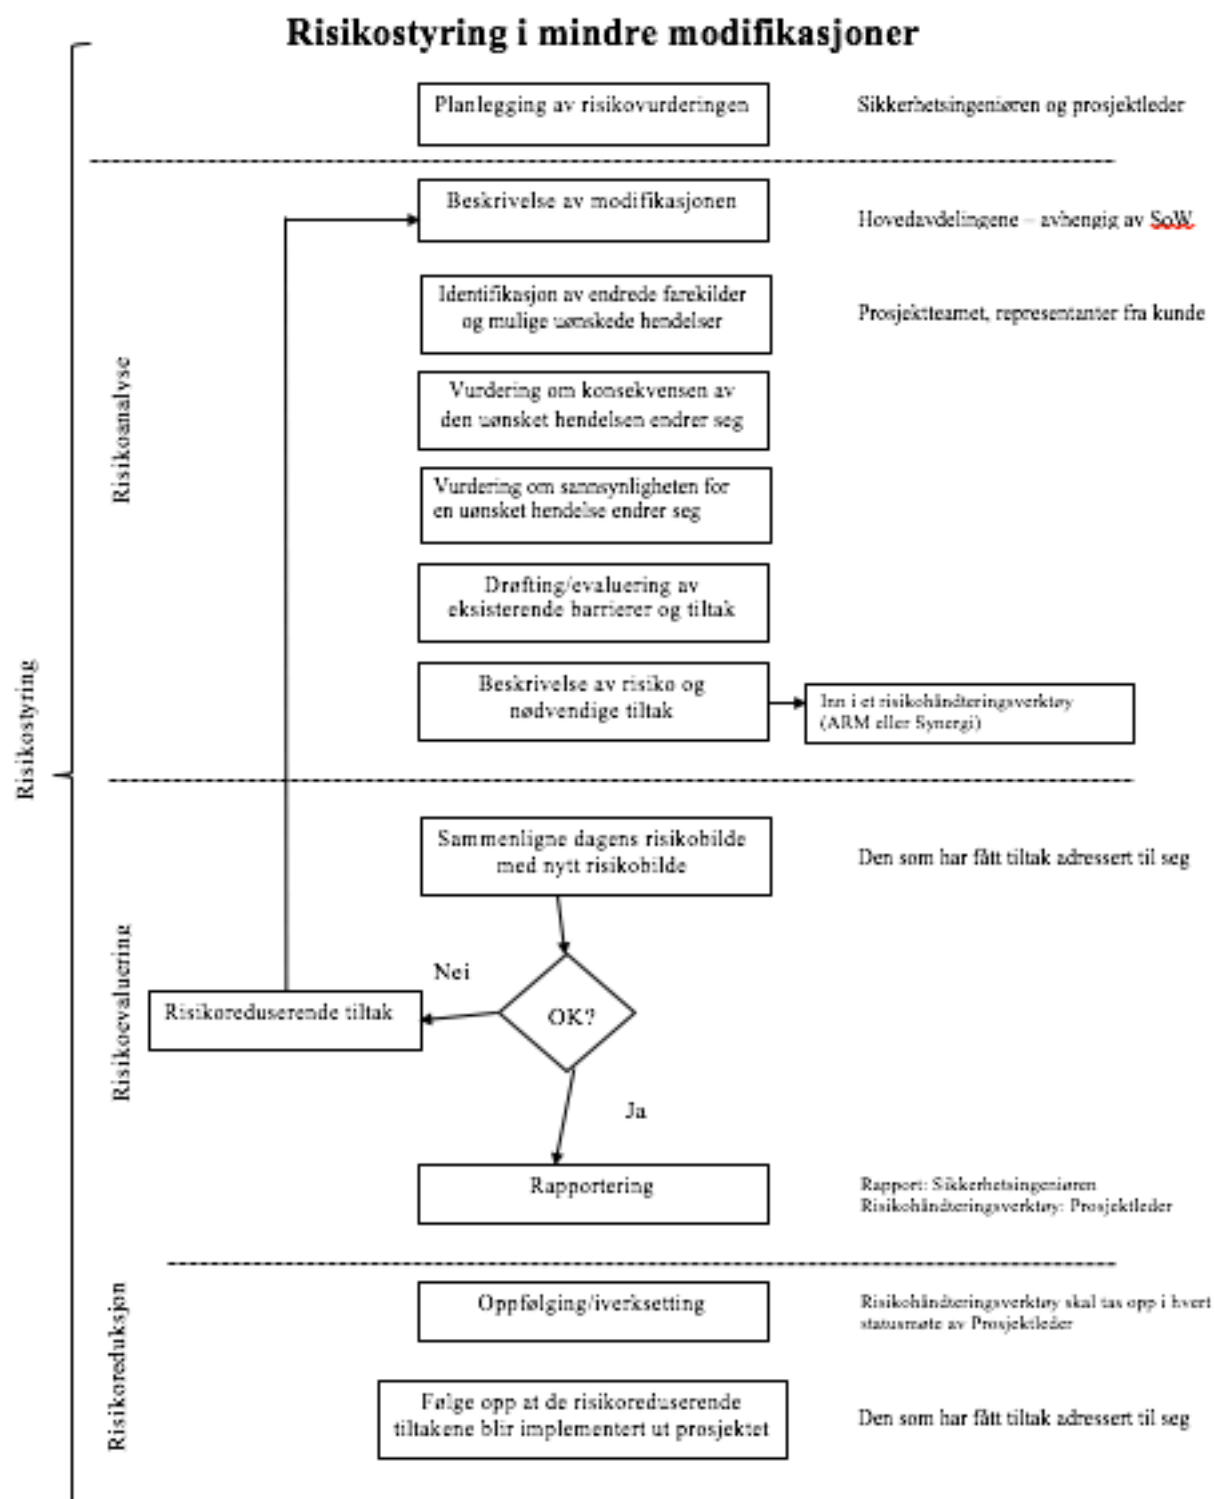 Risikostyring i mindre modifikasjoner
Planlegging av risikovurderingen
Sikkerhetsingeniøren og prosjektleder
Beskrivelse av modifikasjonen
Hovedavdelingene – avhengig av SoW
Identifikasjon av endrede farekilder
og mulige uønskede hendelser
Prosjektteamet, representanter fra kunde
Risikoanalyse
Vurdering om konsekvensen av
den uønsket hendelsen endrer seg
Vurdering om sannsynligheten for
en uønsket hendelse endrer seg
Drøfting/evaluering av
eksisterende barrierer og tiltak
Beskrivelse av risiko og
nødvendige tiltak
Inn i et risikohåndteringsverktøy
(ARM eller Synergi)
Risikostyring
Sammenligne dagens risikobilde
med nytt risikobilde
Den som har fått tiltak adressert til seg
Risikoevaluering
Nei
Risikoreduserende tiltak
OK?
Ja
Rapportering
Rapport: Sikkerhetsingeniøren
Risikohåndteringsverktøy: Prosjektleder
Risikoreduksjon
Oppfølging/iverksetting
Risikohåndteringsverktøy skal tas opp i hvert
statusmøte av Prosjektleder
Følge opp at de risikoreduserende
tiltakene blir implementert ut prosjektet
Den som har fått tiltak adressert til seg